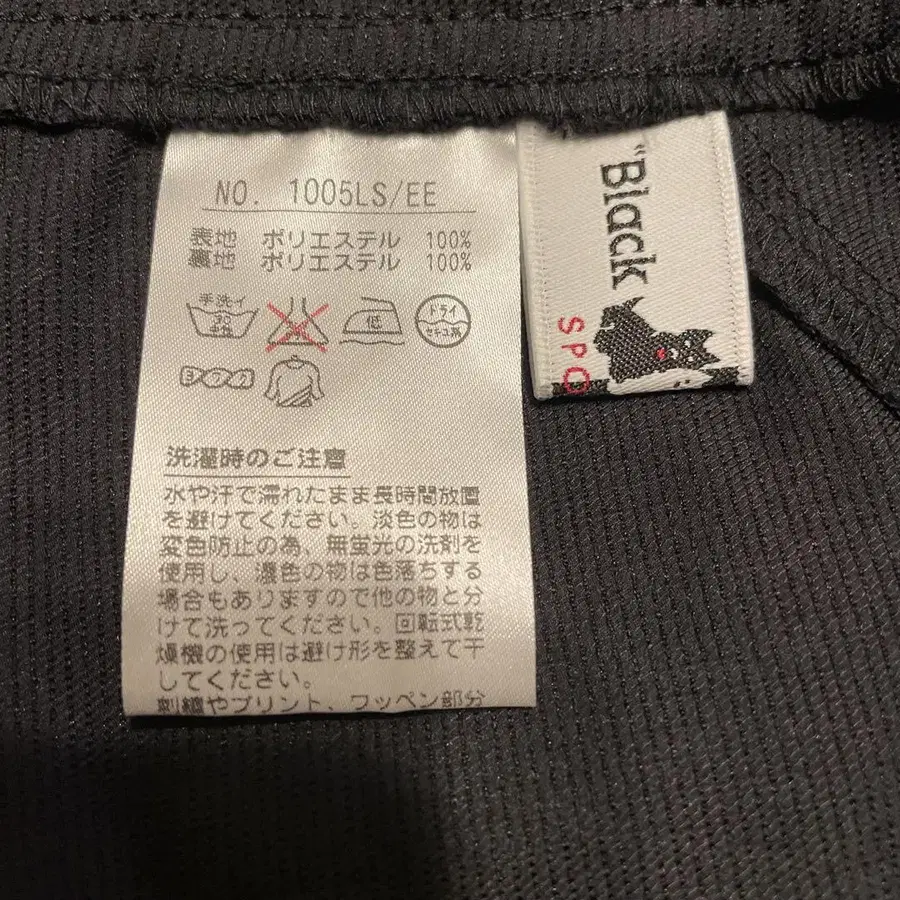 NO. 1005LS/EE
表地 ポリエステル 100%
裏地 ポリエステル 100%
手洗イ
30
中性
低
ドライ
セキユ系
ヨワク
洗濯時のご注意
水や汗で濡れたまま長時間放置
を避けてください。淡色の物は
変色防止の為、無蛍光の洗剤を
使用し、濃色の物は色落ちする
場合もありますので他の物と分
けて洗ってください。回転式乾
燥機の使用は避け形を整えて干
してください。
刺繍やプリント、ワッペン部分
"Black
SPO